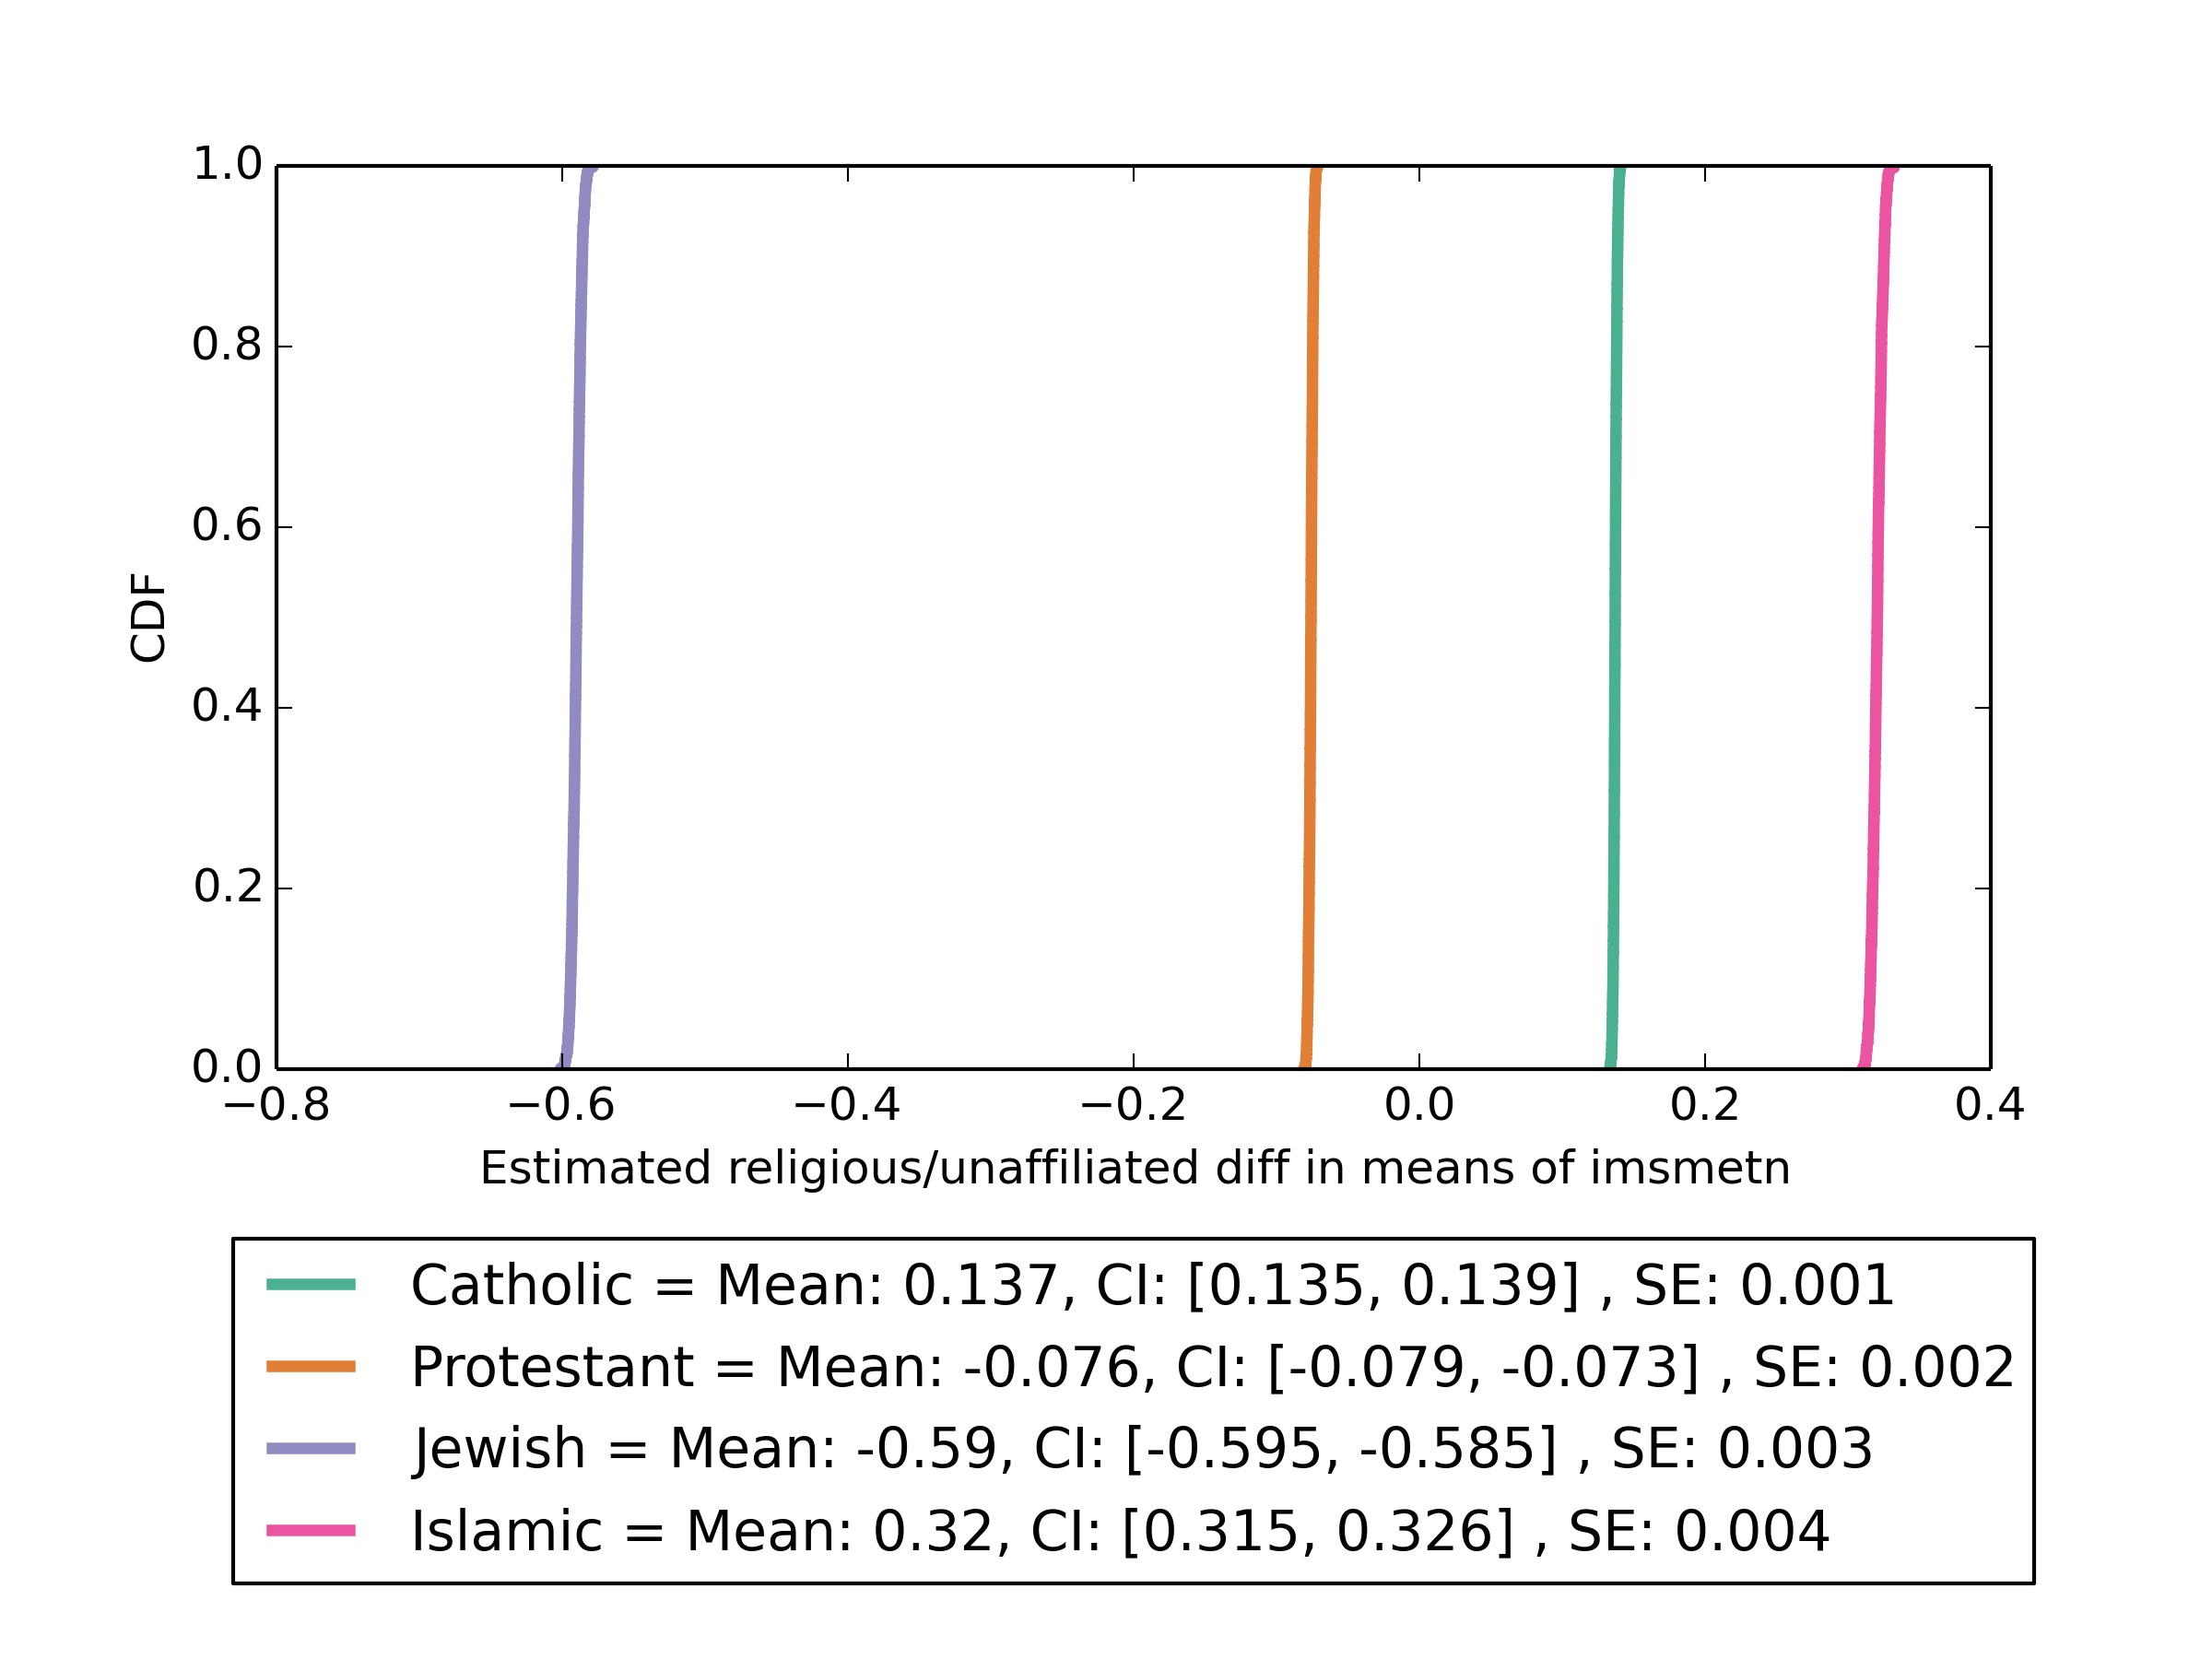 1.0
0.8
0.6
0.4
0.2
0.0
CDF
−0.8 −0.6 −0.4 −0.2 0.0 0.2 0.4
Estimated religious/unaffiliated diff in means of imsmetn
Catholic = Mean: 0.137, CI: [0.135, 0.139] , SE: 0.001
Protestant = Mean: -0.076, CI: [-0.079, -0.073] , SE: 0.002
Jewish = Mean: -0.59, CI: [-0.595, -0.585] , SE: 0.003
Islamic = Mean: 0.32, CI: [0.315, 0.326] , SE: 0.004